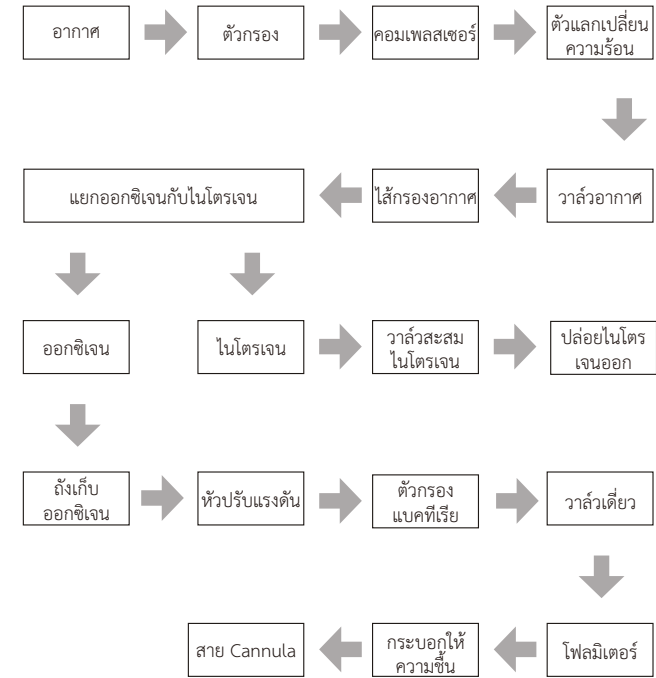 อากาศ
ตัวกรอง
คอมเพลสเซอร์
ตัวแลกเปลี่ยน
ความร้อน
แยกออกซิเจนกับไนโตรเจน
ไส้กรองอากาศ
วาล์วอากาศ
ออกซิเจน
ไนโตรเจน
วาล์วสะสม
ไนโตรเจน
ปล่อยไนโตร
เจนออก
ถังเก็บ
ออกซิเจน
หัวปรับแรงดัน
ตัวกรอง
แบคทีเรีย
วาล์วเดี่ยว
สาย Cannula
กระบอกให้
ความชื้น
โฟลมิเตอร์